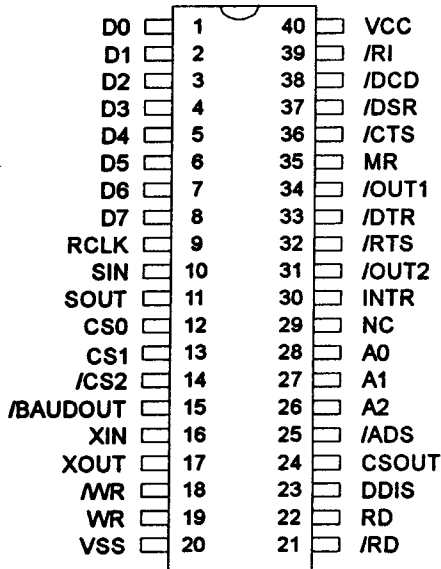 D0 1 40 VCC
D1 2 39 /RI
D2 3 38 /DCD
D3 4 37 /DSR
D4 5 36 /CTS
D5 6 35 MR
D6 7 34 /OUT1
D7 8 33 /DTR
RCLK 9 32 /RTS
SIN 10 31 /OUT2
SOUT 11 30 INTR
CS0 12 29 NC
CS1 13 28 A0
/CS2 14 27 A1
/BAUDOUT 15 26 A2
XIN 16 25 /ADS
XOUT 17 24 CSOUT
/WR 18 23 DDIS
WR 19 22 RD
VSS 20 21 /RD